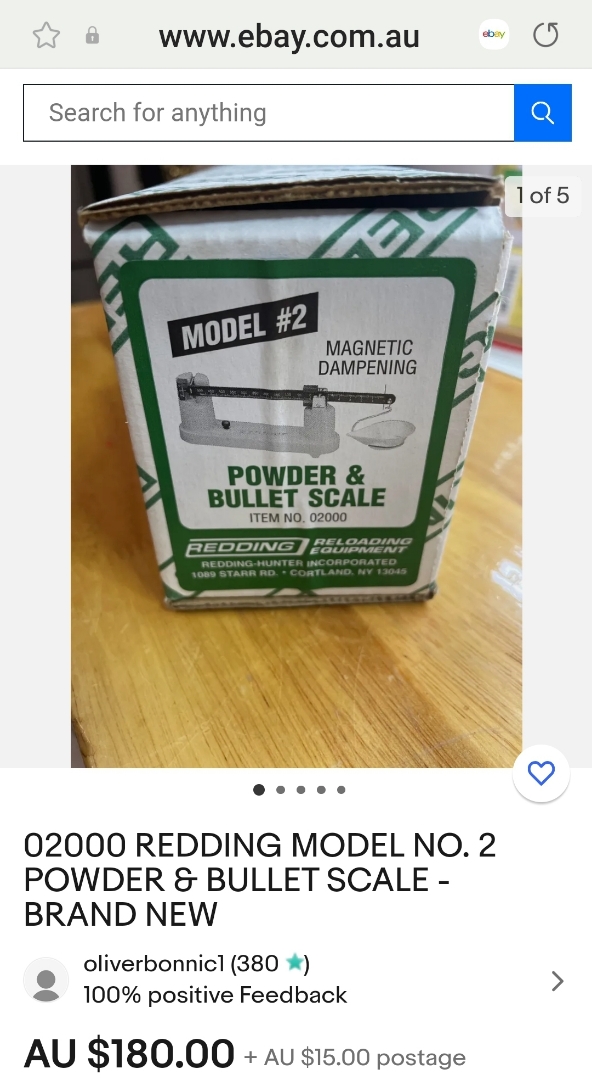 www.ebay.com.au
ebay
Search for anything
1 of 5
MODEL #2
MAGNETIC
DAMPENING
POWDER &
BULLET SCALE
ITEM NO. 02000
REDDING RELOADING
EQUIPMENT
REDDING-HUNTER INCORPORATED
1089 STARR RD. • CORTLAND, NY 13045
02000 REDDING MODEL NO. 2
POWDER & BULLET SCALE -
BRAND NEW
oliverbonnic1 (380 ★)
100% positive Feedback
AU $180.00 + AU $15.00 postage